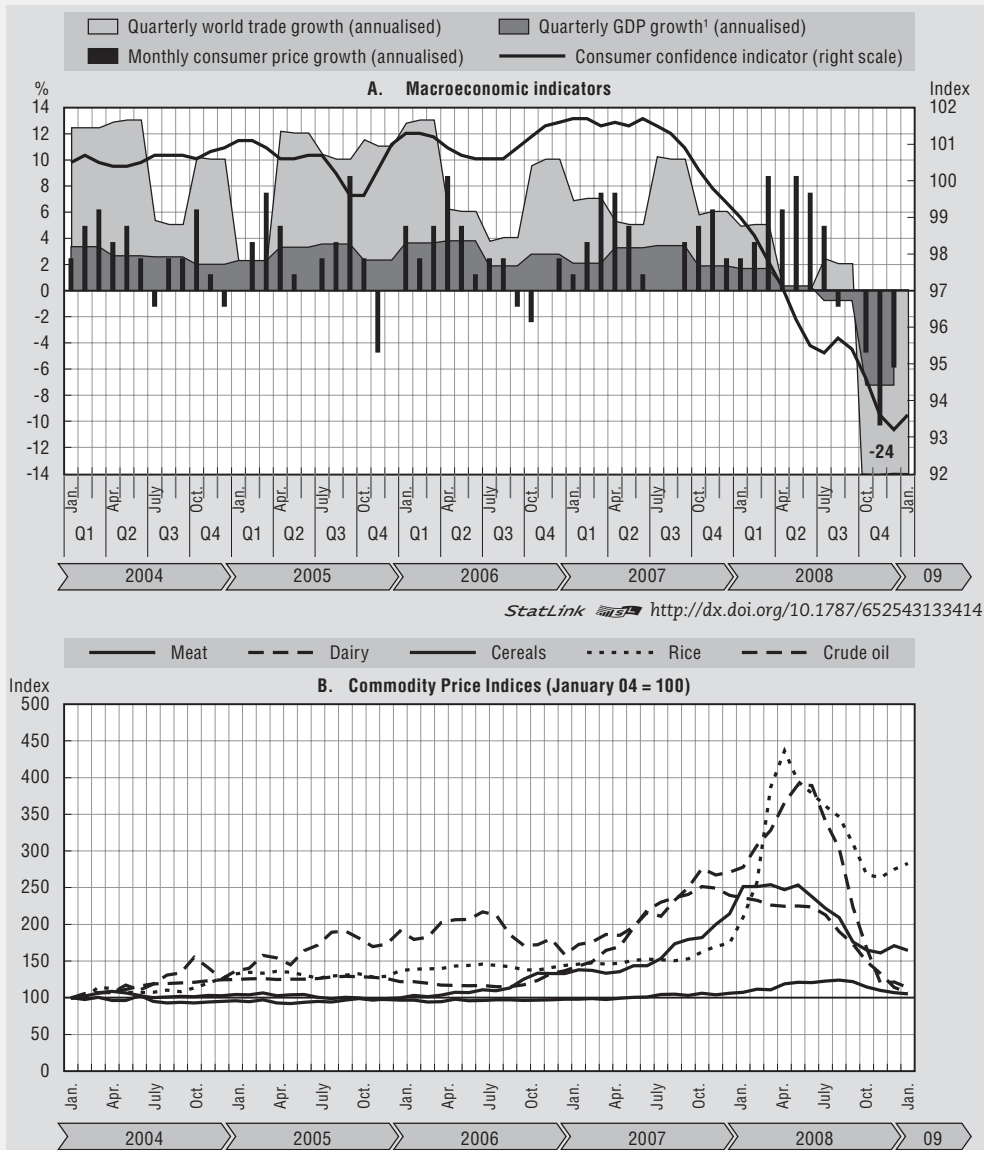 Quarterly world trade growth (annualised) Quarterly GDP growth¹ (annualised)
Monthly consumer price growth (annualised) Consumer confidence indicator (right scale)
% A. Macroeconomic indicators Index
14 102
12 101
10
8 100
6 99
4
2 98
0 97
-2
-4 96
-6 95
-8
-10 94
-12 93
-14 92
-24
Jan. Apr. July Oct. Jan. Apr. July Oct. Jan. Apr. July Oct. Jan. Apr. July Oct. Jan. Apr. July Oct. Jan.
Q1 Q2 Q3 Q4 Q1 Q2 Q3 Q4 Q1 Q2 Q3 Q4 Q1 Q2 Q3 Q4 Q1 Q2 Q3 Q4
2004 2005 2006 2007 2008 09
StatLink http://dx.doi.org/10.1787/652543133414
Meat Dairy Cereals Rice Crude oil
Index B. Commodity Price Indices (January 04 = 100)
500
450
400
350
300
250
200
150
100
50
0
Jan. Apr. July Oct. Jan. Apr. July Oct. Jan. Apr. July Oct. Jan. Apr. July Oct. Jan. Apr. July Oct. Jan.
2004 2005 2006 2007 2008 09